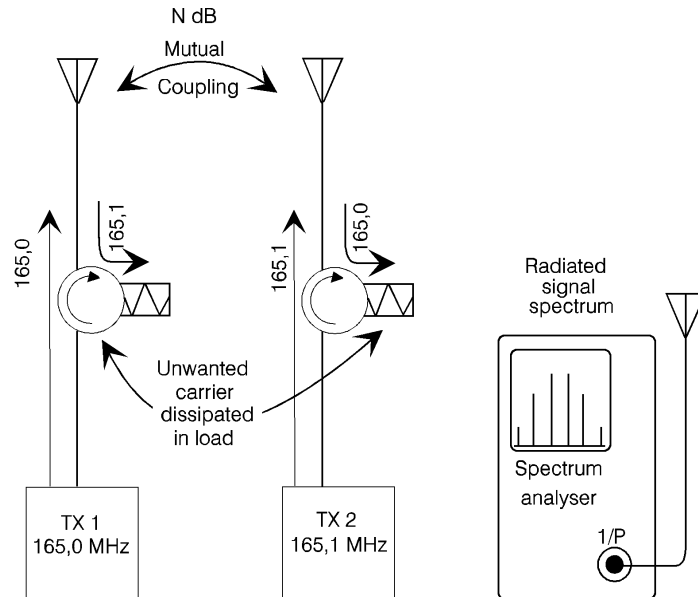 N dB
Mutual
Coupling
165,0
165,1
165,1
165,0
Radiated
signal
spectrum
Unwanted
carrier
dissipated
in load
Spectrum
analyser
1/P
TX 1
165,0 MHz
TX 2
165,1 MHz